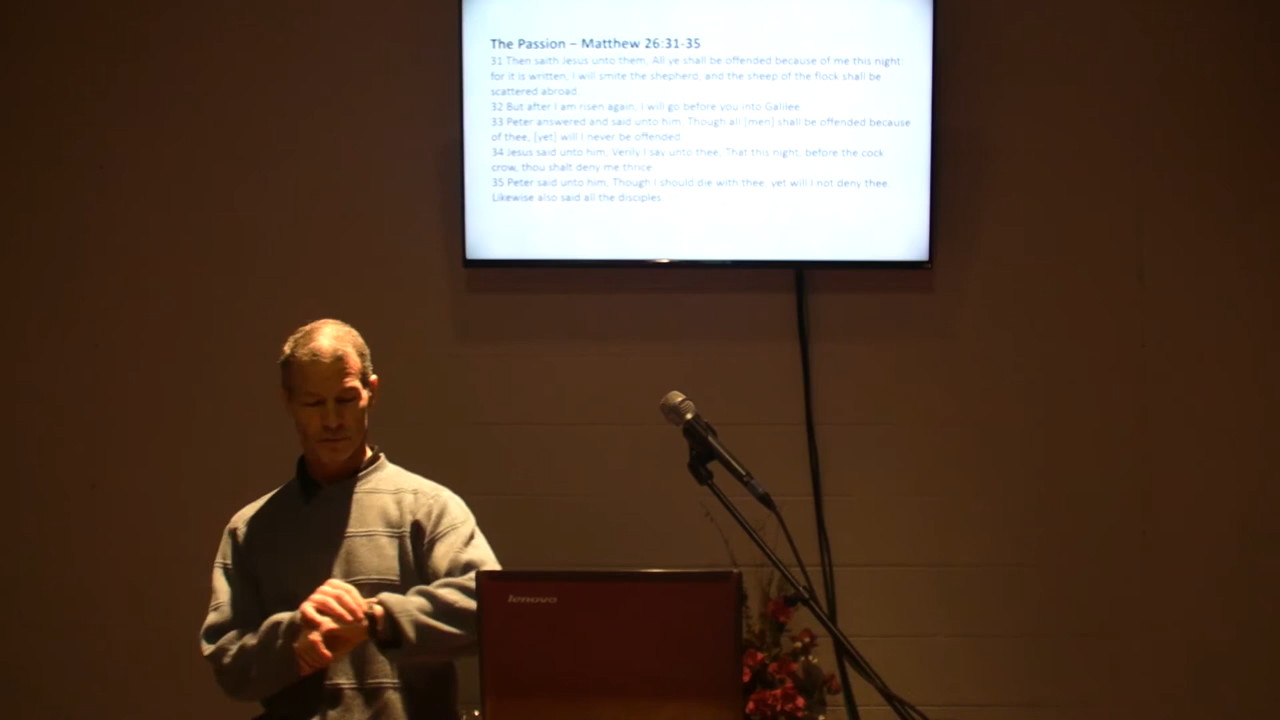 The Passion – Matthew 26:31-35
31 Then saith Jesus unto them, All ye shall be offended because of me this night:
for it is written, I will smite the shepherd, and the sheep of the flock shall be
scattered abroad.
32 But after I am risen again, I will go before you into Galilee.
33 Peter answered and said unto him, Though all [men] shall be offended because
of thee, [yet] will I never be offended.
34 Jesus said unto him, Verily I say unto thee, That this night, before the cock
crow, thou shalt deny me thrice.
35 Peter said unto him, Though I should die with thee, yet will I not deny thee.
Likewise also said all the disciples.
lenovo